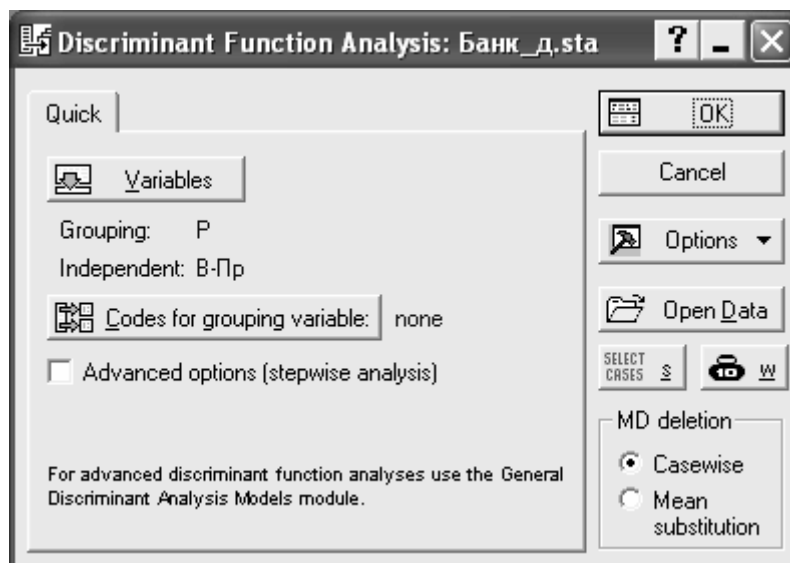 Discriminant Function Analysis: Банк_д.sta
?
Quick
OK
Variables
Cancel
Grouping: Р
Options
Independent: В-Пр
Codes for grouping variable: none
Open Data
Advanced options (stepwise analysis)
SELECT
CASES S
W
MD deletion
Casewise
For advanced discriminant function analyses use the General
Discriminant Analysis Models module.
Mean
substitution